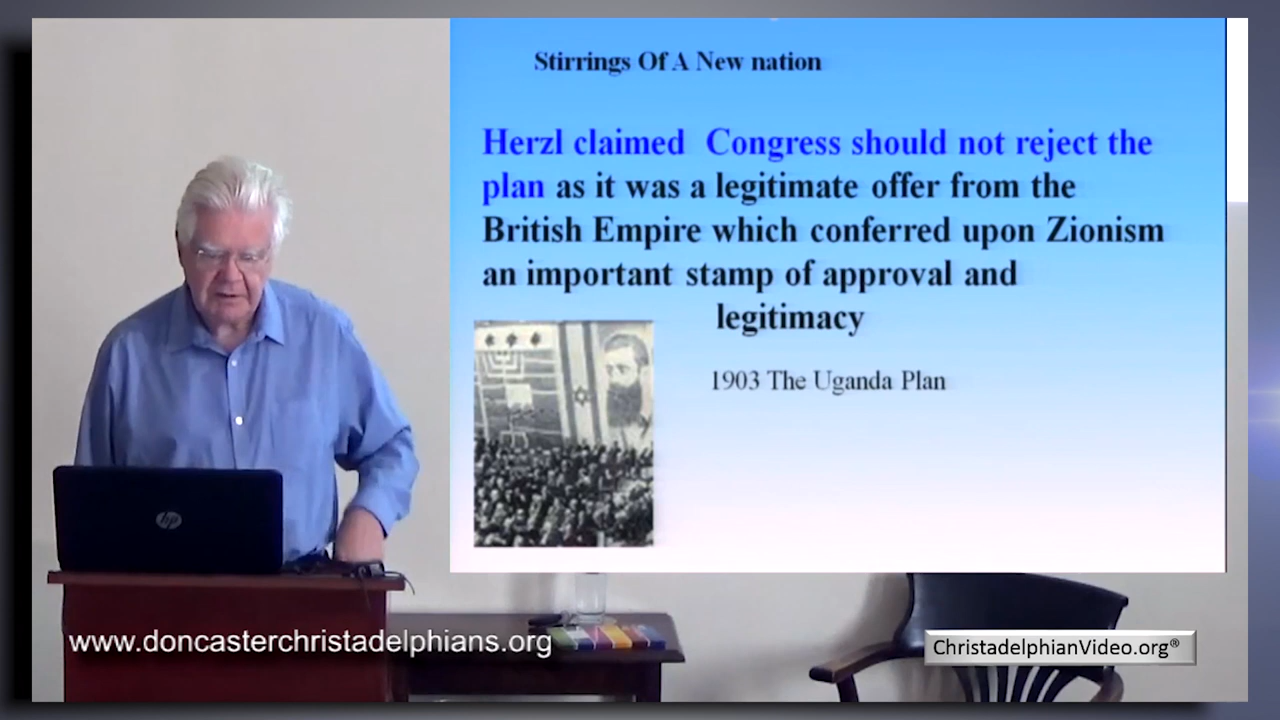 Stirrings Of A New nation
Herzl claimed Congress should not reject the
plan as it was a legitimate offer from the
British Empire which conferred upon Zionism
an important stamp of approval and
legitimacy
1903 The Uganda Plan
hp
www.doncasterchristadelphians.org
ChristadelphianVideo.org®